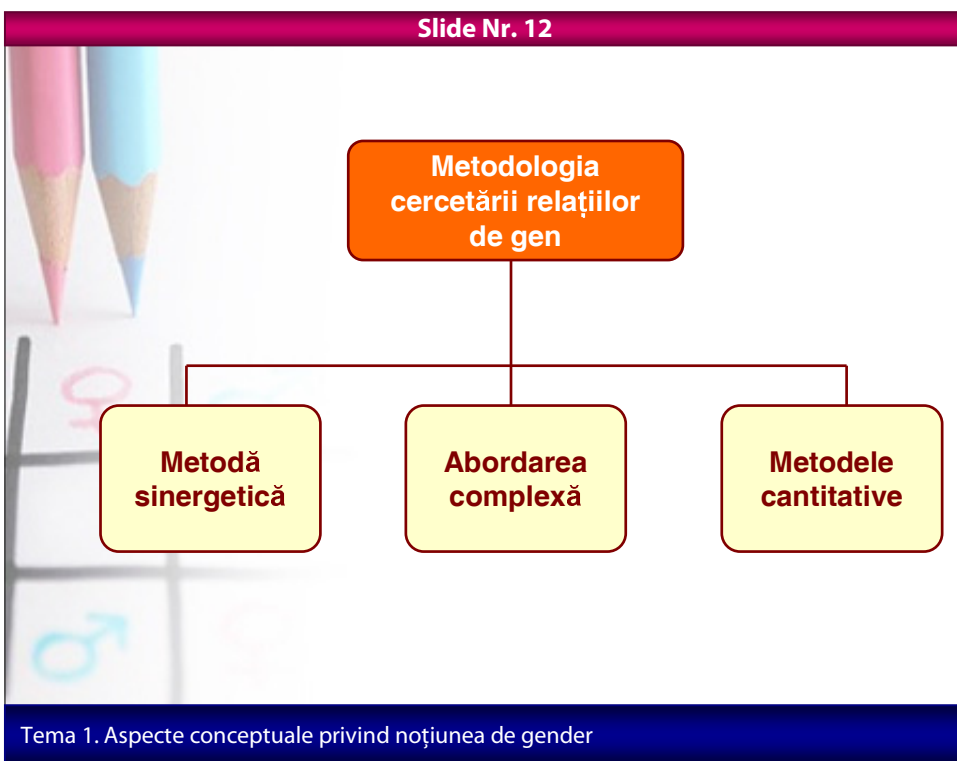 Slide Nr. 12
Metodologia
cercetării relațiilor
de gen
Metodă
sinergetică
Abordarea
complexă
Metodele
cantitative
Tema 1. Aspecte conceptuale privind noțiunea de gender